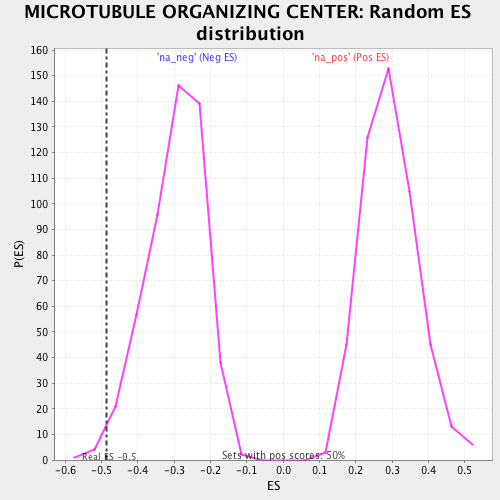 MICROTUBULE ORGANIZING CENTER: Random ES
distribution
'na_neg' (Neg ES) 'na_pos' (Pos ES)
160
150
140
130
120
110
100
90
80
70
60
50
40
30
20
10
0
P(ES)
Real ES -0.5 Sets with pos scores: 50%
-0.6 -0.5 -0.4 -0.3 -0.2 -0.1 0.0 0.1 0.2 0.3 0.4 0.5
ES